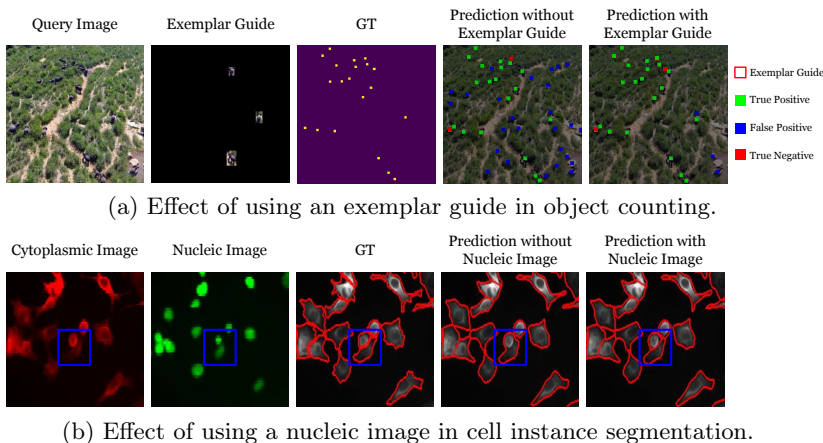 Query Image
Exemplar Guide
GT
Prediction without
Exemplar Guide
Prediction with
Exemplar Guide
Exemplar Guide
True Positive
False Positive
True Negative
(a) Effect of using an exemplar guide in object counting.
Cytoplasmic Image
Nucleic Image
GT
Prediction without
Nucleic Image
Prediction with
Nucleic Image
(b) Effect of using a nucleic image in cell instance segmentation.